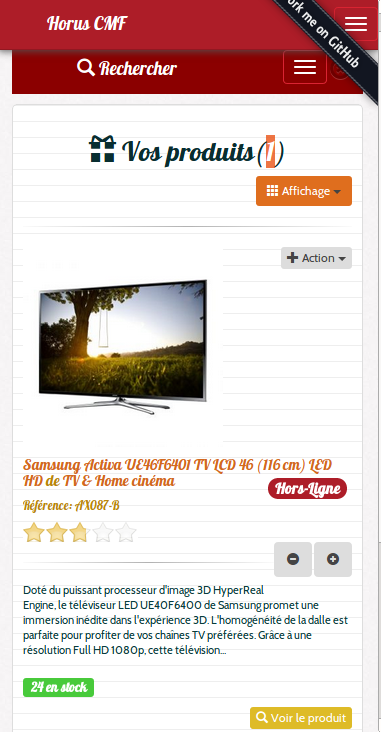 Horus CMF
ork me on GitHub
Rechercher
Vos produits(1)
Affichage
Action
Samsung Activa UE46F6401 TV LCD 46 (116 cm) LED
HD de TV & Home cinéma
Hors-Ligne
Référence: AX087-B
Doté du puissant processeur d'image 3D HyperReal
Engine, le téléviseur LED UE40F6400 de Samsung promet une
immersion inédite dans l'expérience 3D. L'homogénéité de la dalle est
parfaite pour profiter de vos chaînes TV préférées. Grâce à une
résolution Full HD 1080p, cette télévision...
24 en stock
Voir le produit